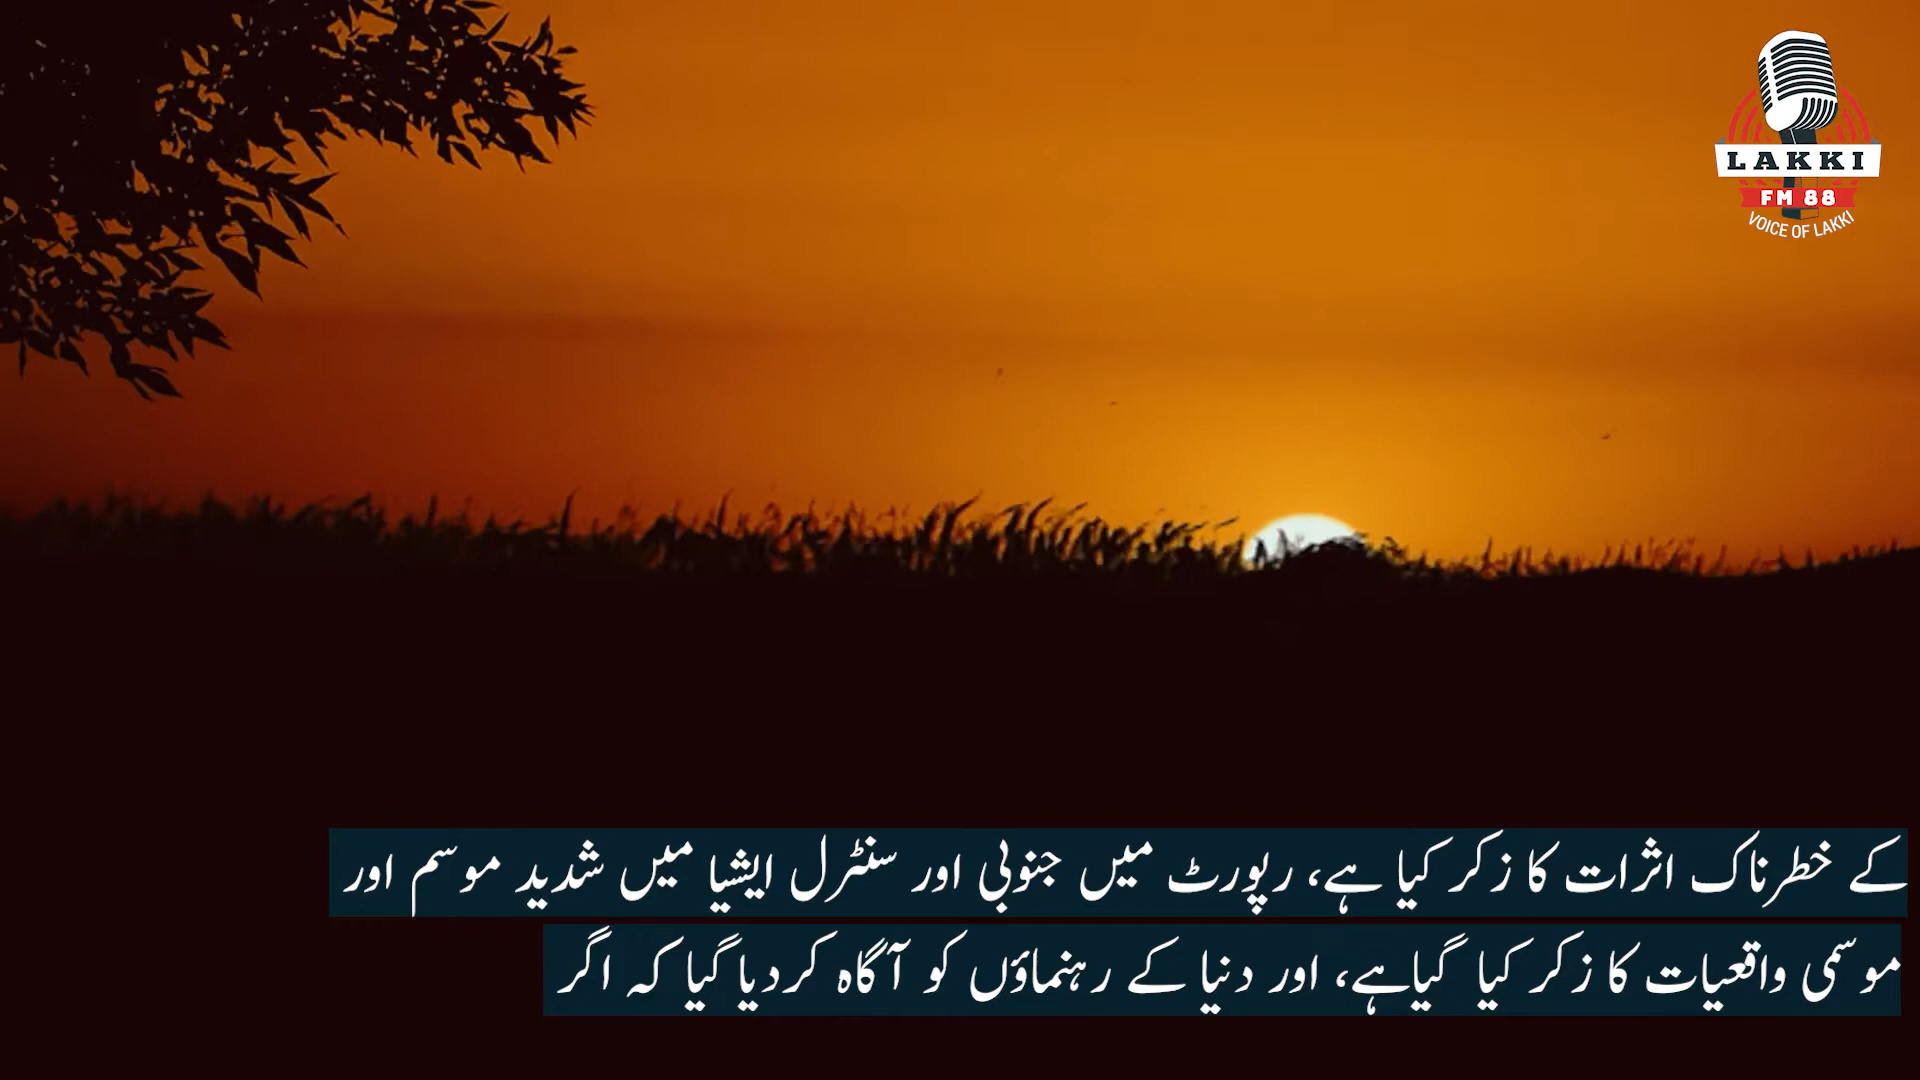 LAKKI
FM 88
VOICE OF LAKKI
کے خطرناک اثرات کا زکر کیا ہے، رپورٹ میں جنوبی اور سنٹرل ایشیا میں شدید موسم اور
موسمی واقعیات کا زکر کیا گیاہے، اور دنیا کے رہنماؤں کو آگاہ کردیا گیا کہ اگر